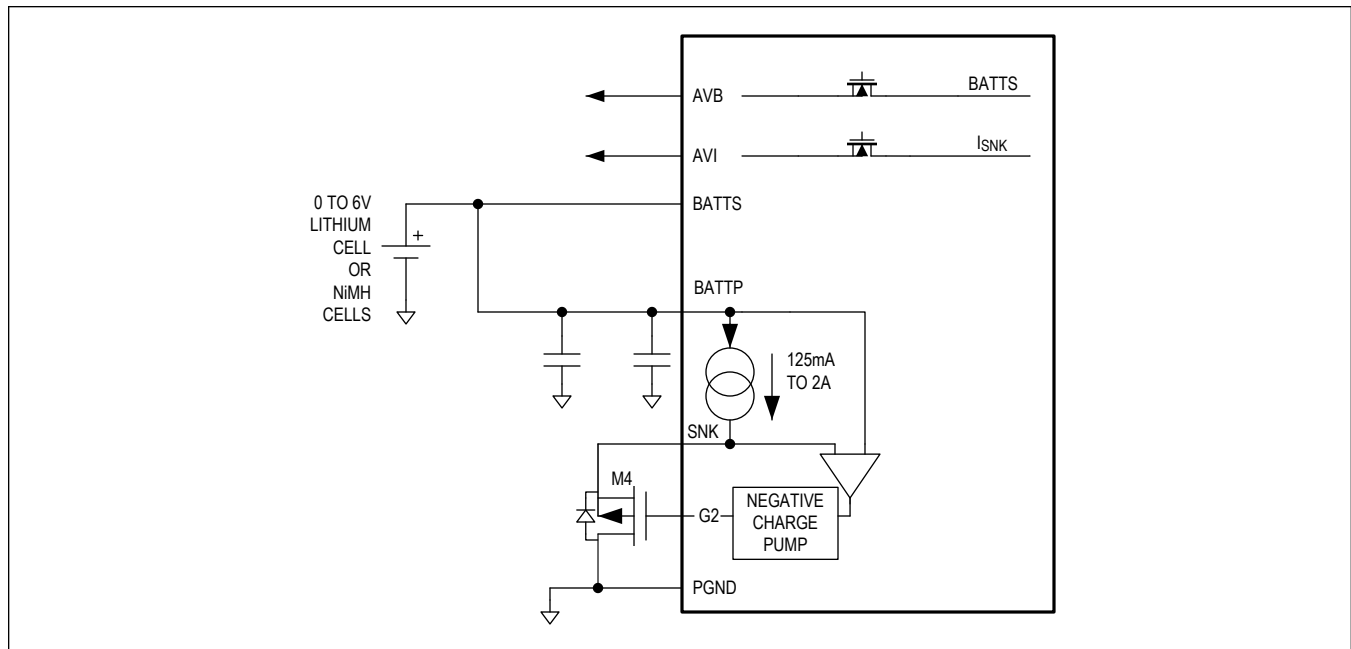 AVB
BATTS
AVI
ISNK
BATTS
0 TO 6V
LITHIUM
CELL
OR
NiMH
CELLS
+
BATTP
125mA
TO 2A
SNK
M4
G2
NEGATIVE
CHARGE
PUMP
PGND